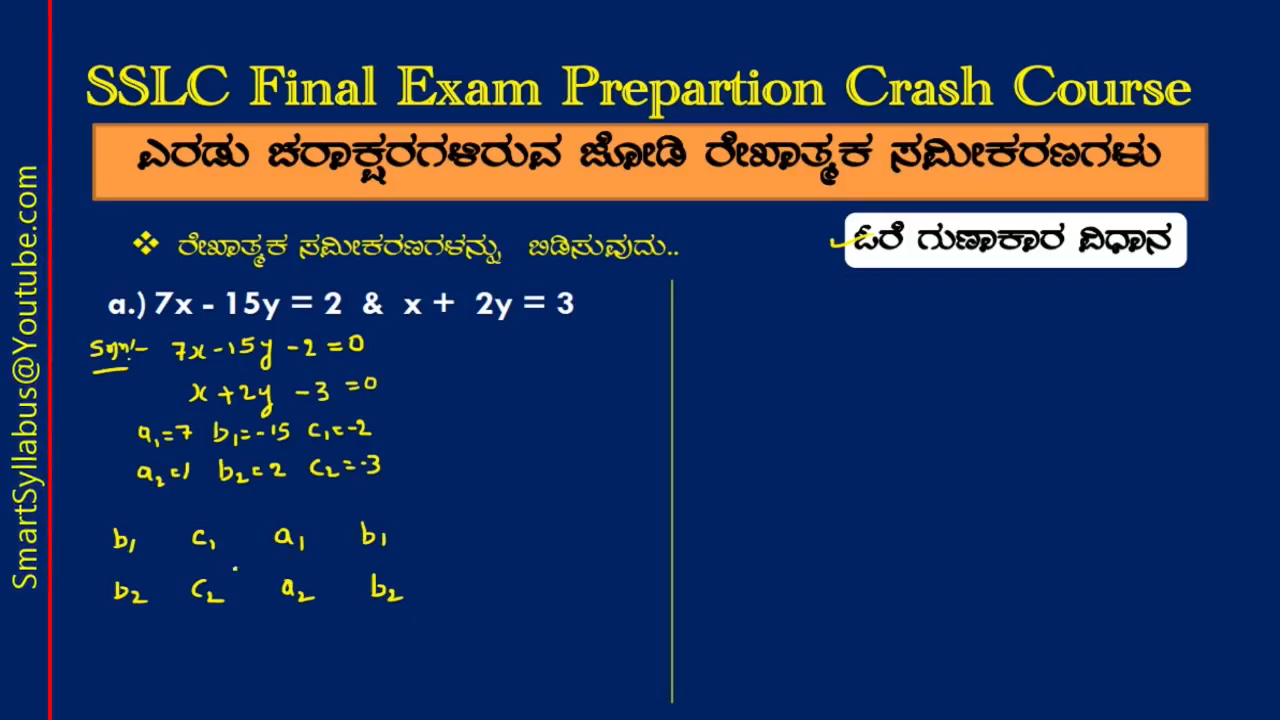 SSLC Final Exam Prepartion Crash Course
ಎರಡು ಚರಾಕ್ಷರಗಳಿರುವ ಜೋಡಿ ರೇಖಾತ್ಮಕ ಸಮೀಕರಣಗಳು
❖ ರೇಖಾತ್ಮಕ ಸಮೀಕರಣಗಳನ್ನು ಬಿಡಿಸುವುದು..
ಓರೆ ಗುಣಾಕಾರ ವಿಧಾನ
a.) 7x - 15y = 2 & x + 2y = 3
Soln:- 7x -15y -2 =0
x +2y -3 =0
a₁=7 b₁=-15 c₁=-2
a₂=1 b₂=2 c₂=-3
b₁ c₁ a₁ b₁
b₂ c₂ a₂ b₂
SmartSyllabus@Youtube.com